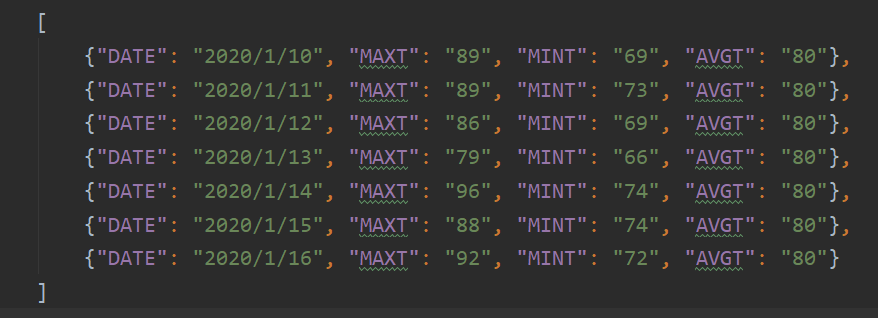 [
{"DATE": "2020/1/10", "MAXT": "89", "MINT": "69", "AVGT": "80"},
{"DATE": "2020/1/11", "MAXT": "89", "MINT": "73", "AVGT": "80"},
{"DATE": "2020/1/12", "MAXT": "86", "MINT": "69", "AVGT": "80"},
{"DATE": "2020/1/13", "MAXT": "79", "MINT": "66", "AVGT": "80"},
{"DATE": "2020/1/14", "MAXT": "96", "MINT": "74", "AVGT": "80"},
{"DATE": "2020/1/15", "MAXT": "88", "MINT": "74", "AVGT": "80"},
{"DATE": "2020/1/16", "MAXT": "92", "MINT": "72", "AVGT": "80"}
]